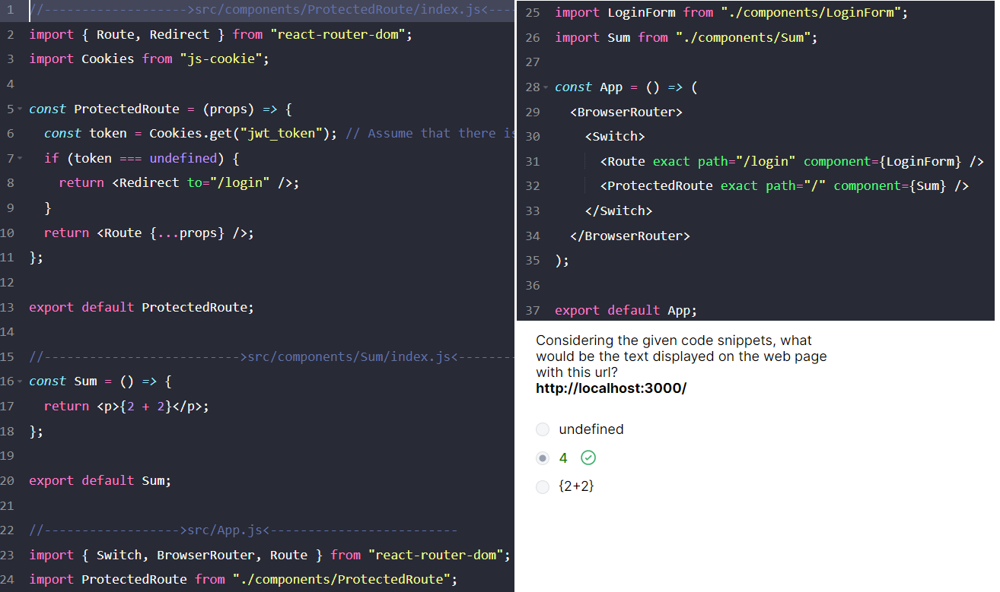 1 //------------------->src/components/ProtectedRoute/index.js<----
2 import { Route, Redirect } from "react-router-dom";
3 import Cookies from "js-cookie";
4
5 const ProtectedRoute = (props) => {
6 const token = Cookies.get("jwt_token"); // Assume that there is
7 if (token === undefined) {
8 return <Redirect to="/login" />;
9 }
10 return <Route {...props} />;
11 };
12
13 export default ProtectedRoute;
14
15 //-------------------------->src/components/Sum/index.js<--------
16 const Sum = () => {
17 return <p>{2 + 2}</p>;
18 };
19
20 export default Sum;
21
22 //------------------>src/App.js<-------------------------
23 import { Switch, BrowserRouter, Route } from "react-router-dom";
24 import ProtectedRoute from "./components/ProtectedRoute";
25 import LoginForm from "./components/LoginForm";
26 import Sum from "./components/Sum";
27
28 const App = () => (
29 <BrowserRouter>
30 <Switch>
31 <Route exact path="/login" component={LoginForm} />
32 <ProtectedRoute exact path="/" component={Sum} />
33 </Switch>
34 </BrowserRouter>
35 );
36
37 export default App;
Considering the given code snippets, what
would be the text displayed on the web page
with this url?
http://localhost:3000/
undefined
4
{2+2}